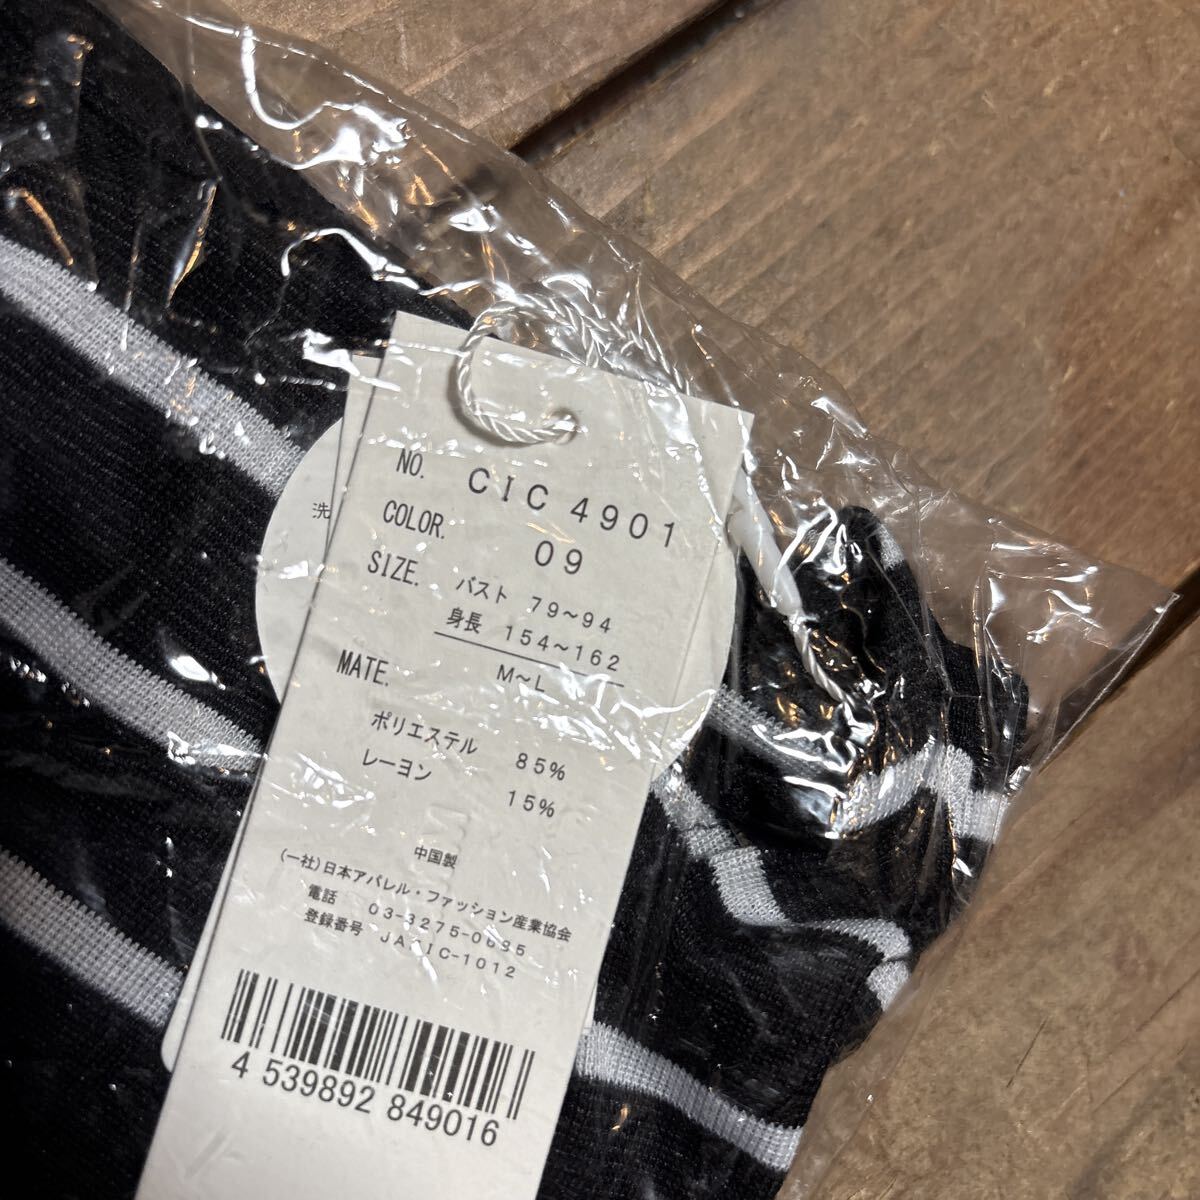 洗
NO. CIC 4901
COLOR. 09
SIZE. バスト 79～94
身長 154～162
M～L
MATE.
ポリエステル 85%
レーヨン 15%
中国製
(一社)日本アパレル・ファッション産業協会
電話 03-3275-0685
登録番号 JAFIC-1012
4 539892 849016